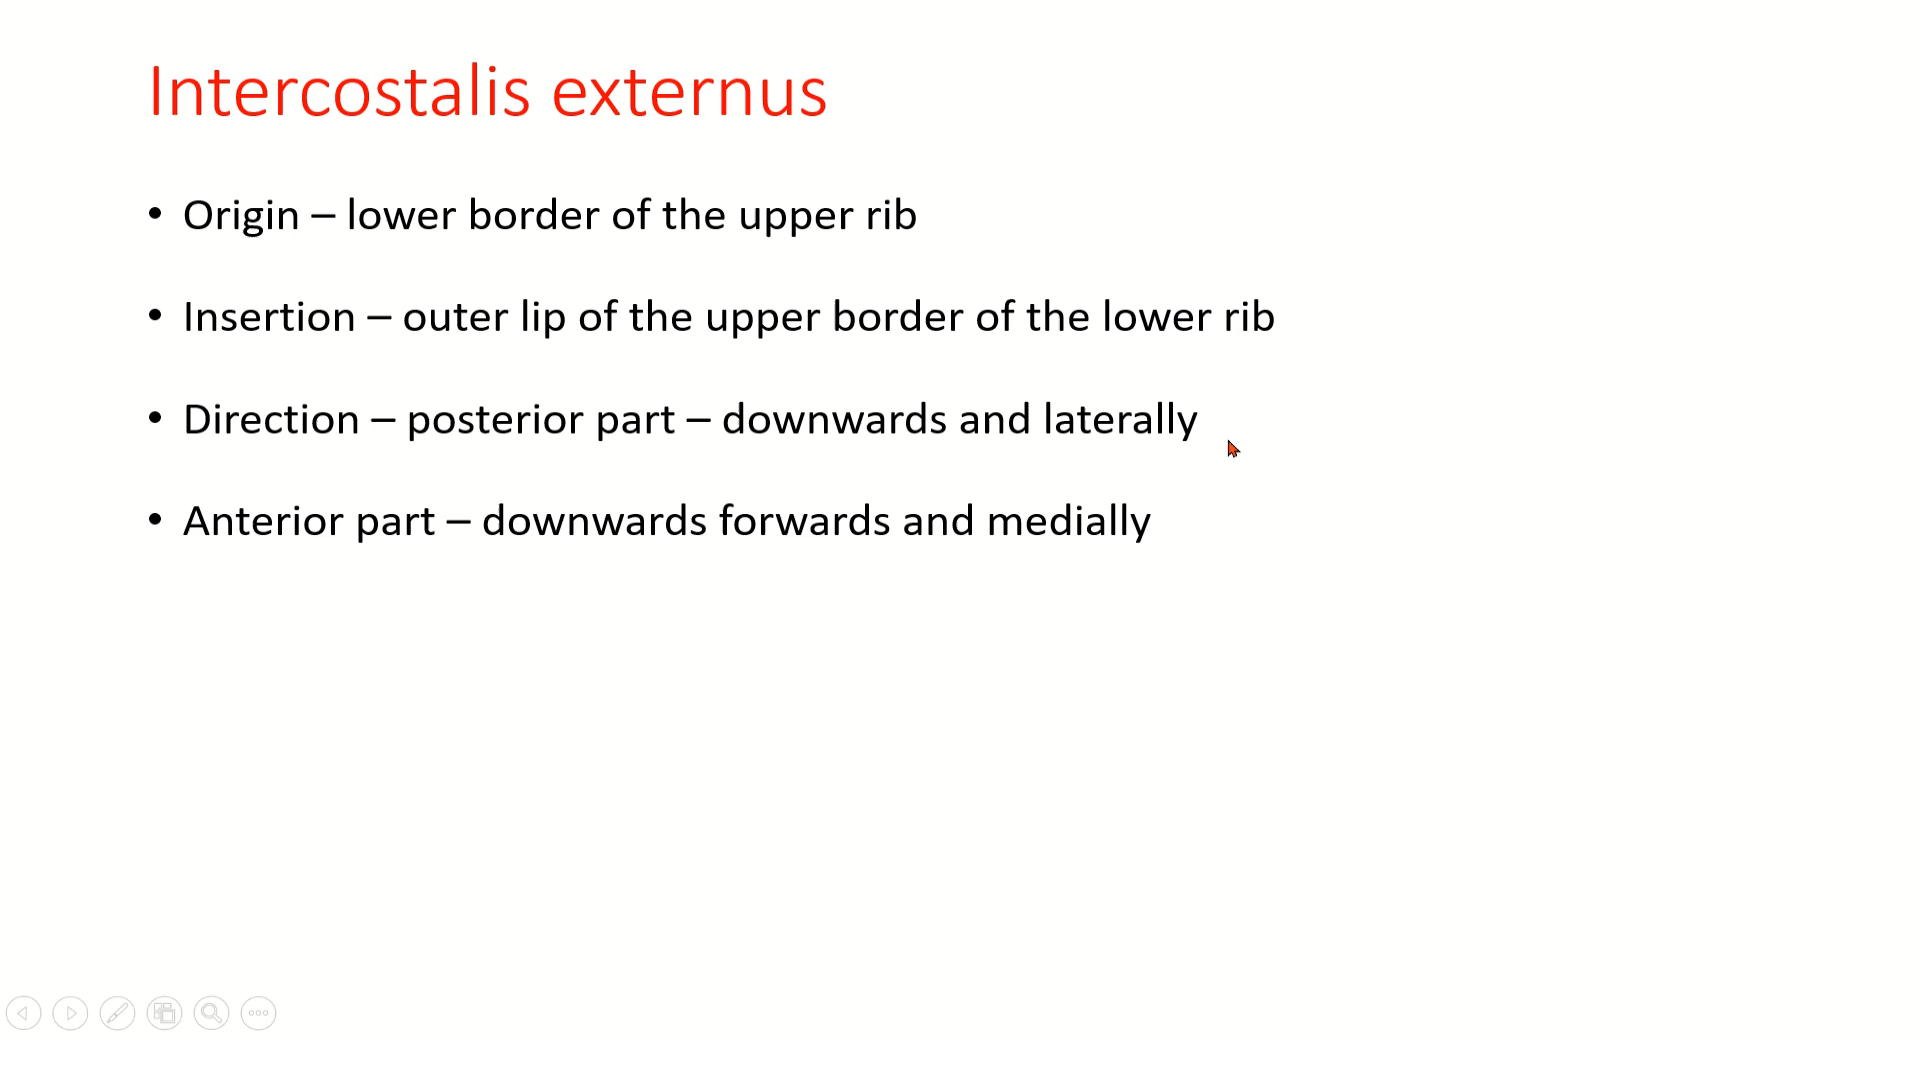 Intercostalis externus
• Origin – lower border of the upper rib
• Insertion – outer lip of the upper border of the lower rib
• Direction – posterior part – downwards and laterally
• Anterior part – downwards forwards and medially